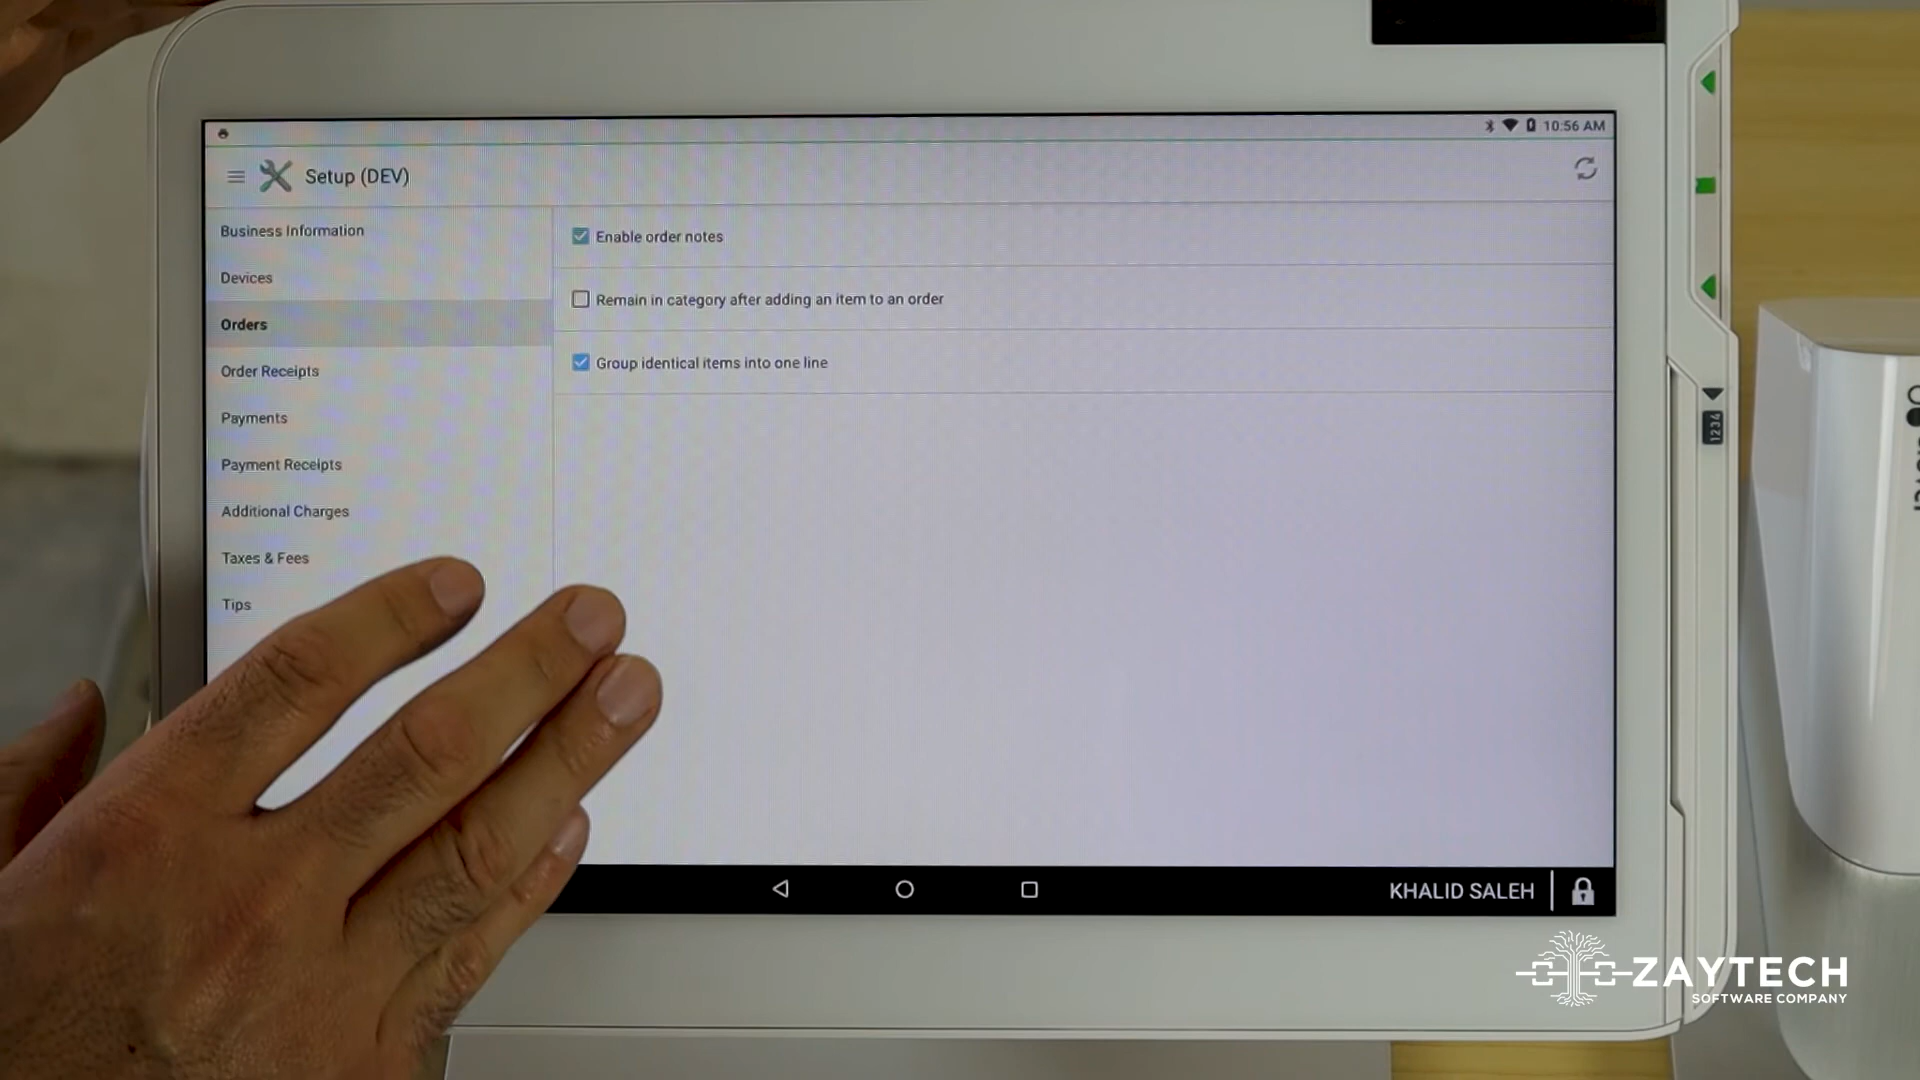 10:56 AM
Setup (DEV)
Business Information
Devices
Orders
Order Receipts
Payments
Payment Receipts
Additional Charges
Taxes & Fees
Tips
Enable order notes
Remain in category after adding an item to an order
Group identical items into one line
KHALID SALEH
1234
ZAYTECH
SOFTWARE COMPANY